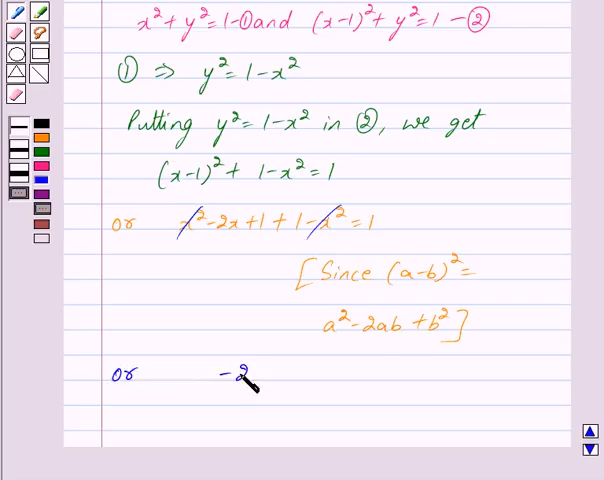 x²+y²=1-①and (x-1)²+y²=1-②
① ⇒ y²=1-x²
Putting y²=1-x² in ②, we get
(x-1)²+ 1-x²=1
or x²-2x+1+1-x²=1
[Since (a-b)²=
a²-2ab+b²]
or -2